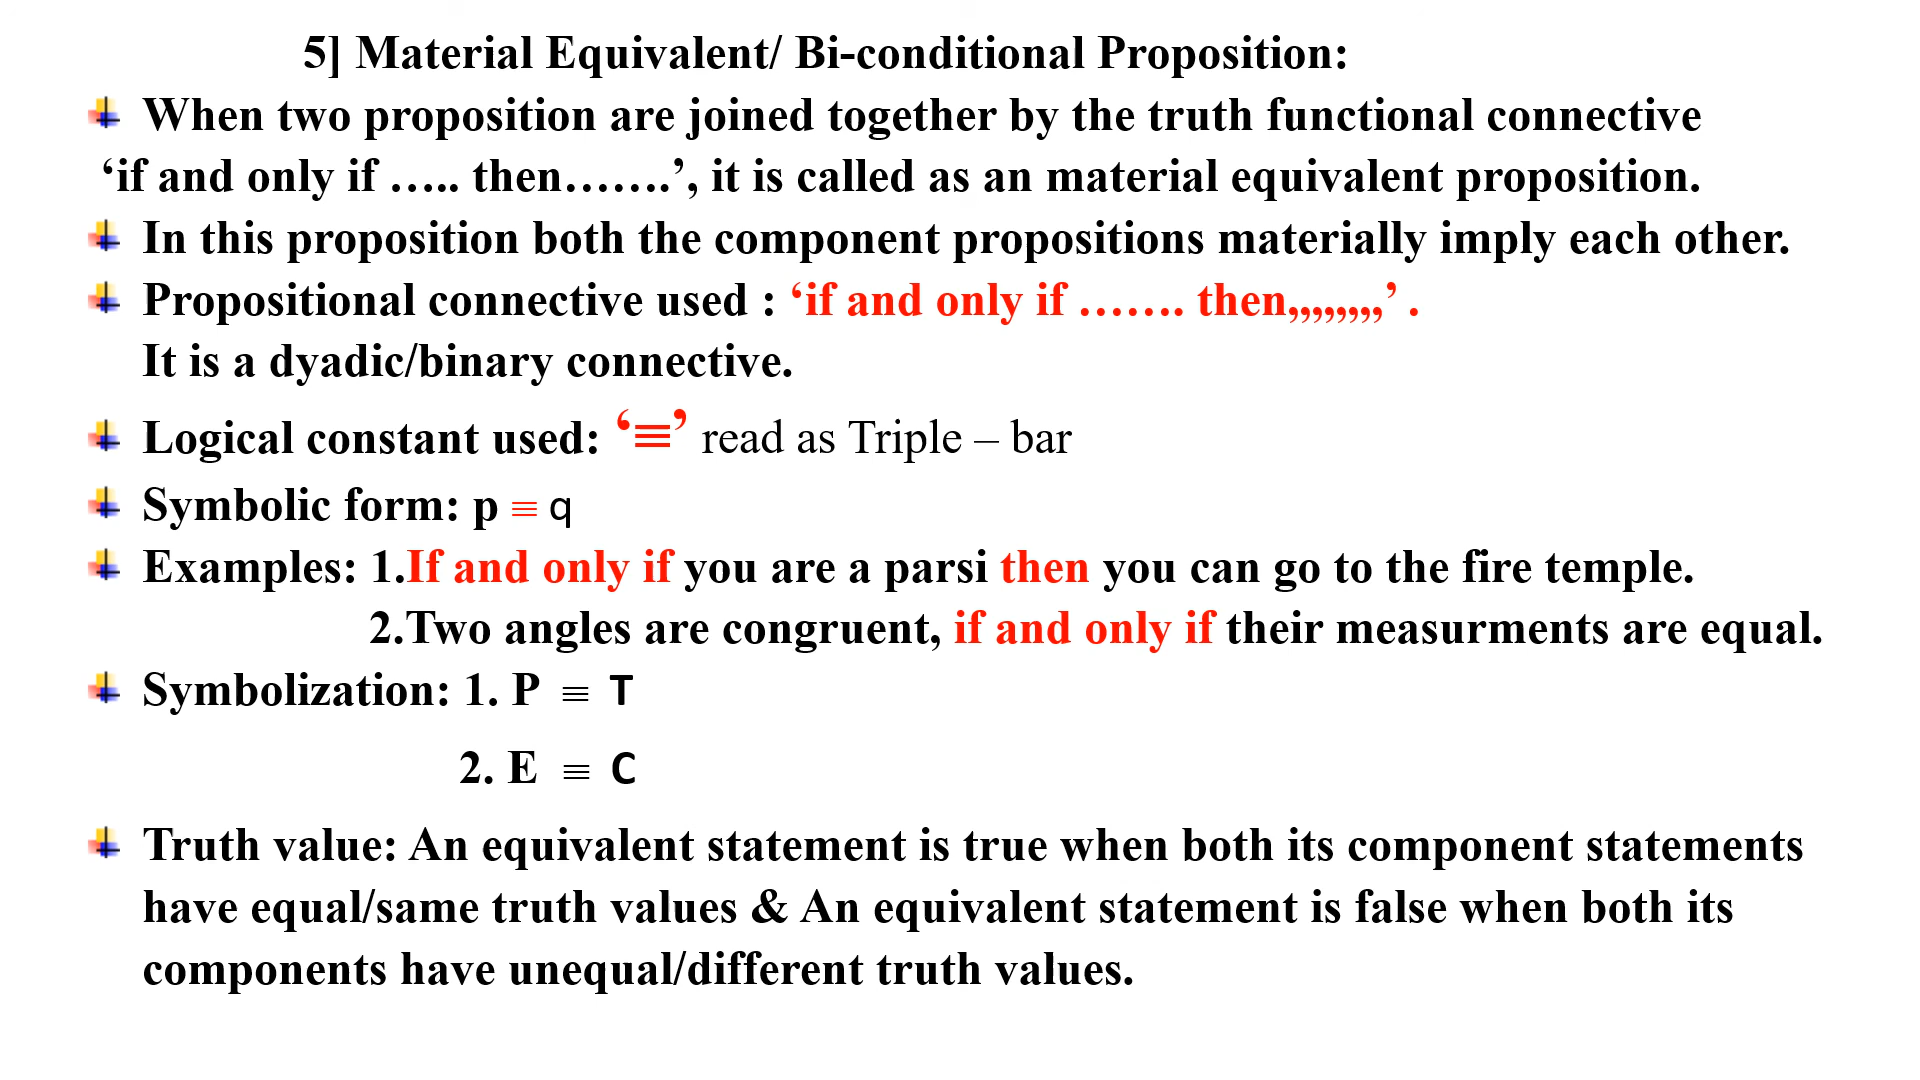 5] Material Equivalent/ Bi-conditional Proposition:
When two proposition are joined together by the truth functional connective
‘if and only if ….. then…….’, it is called as an material equivalent proposition.
In this proposition both the component propositions materially imply each other.
Propositional connective used : ‘if and only if ……. then,,,,,,,,’ .
It is a dyadic/binary connective.
Logical constant used: ‘≡’ read as Triple – bar
Symbolic form: p ≡ q
Examples: 1.If and only if you are a parsi then you can go to the fire temple.
2.Two angles are congruent, if and only if their measurments are equal.
Symbolization: 1. P ≡ T
2. E ≡ C
Truth value: An equivalent statement is true when both its component statements
have equal/same truth values & An equivalent statement is false when both its
components have unequal/different truth values.